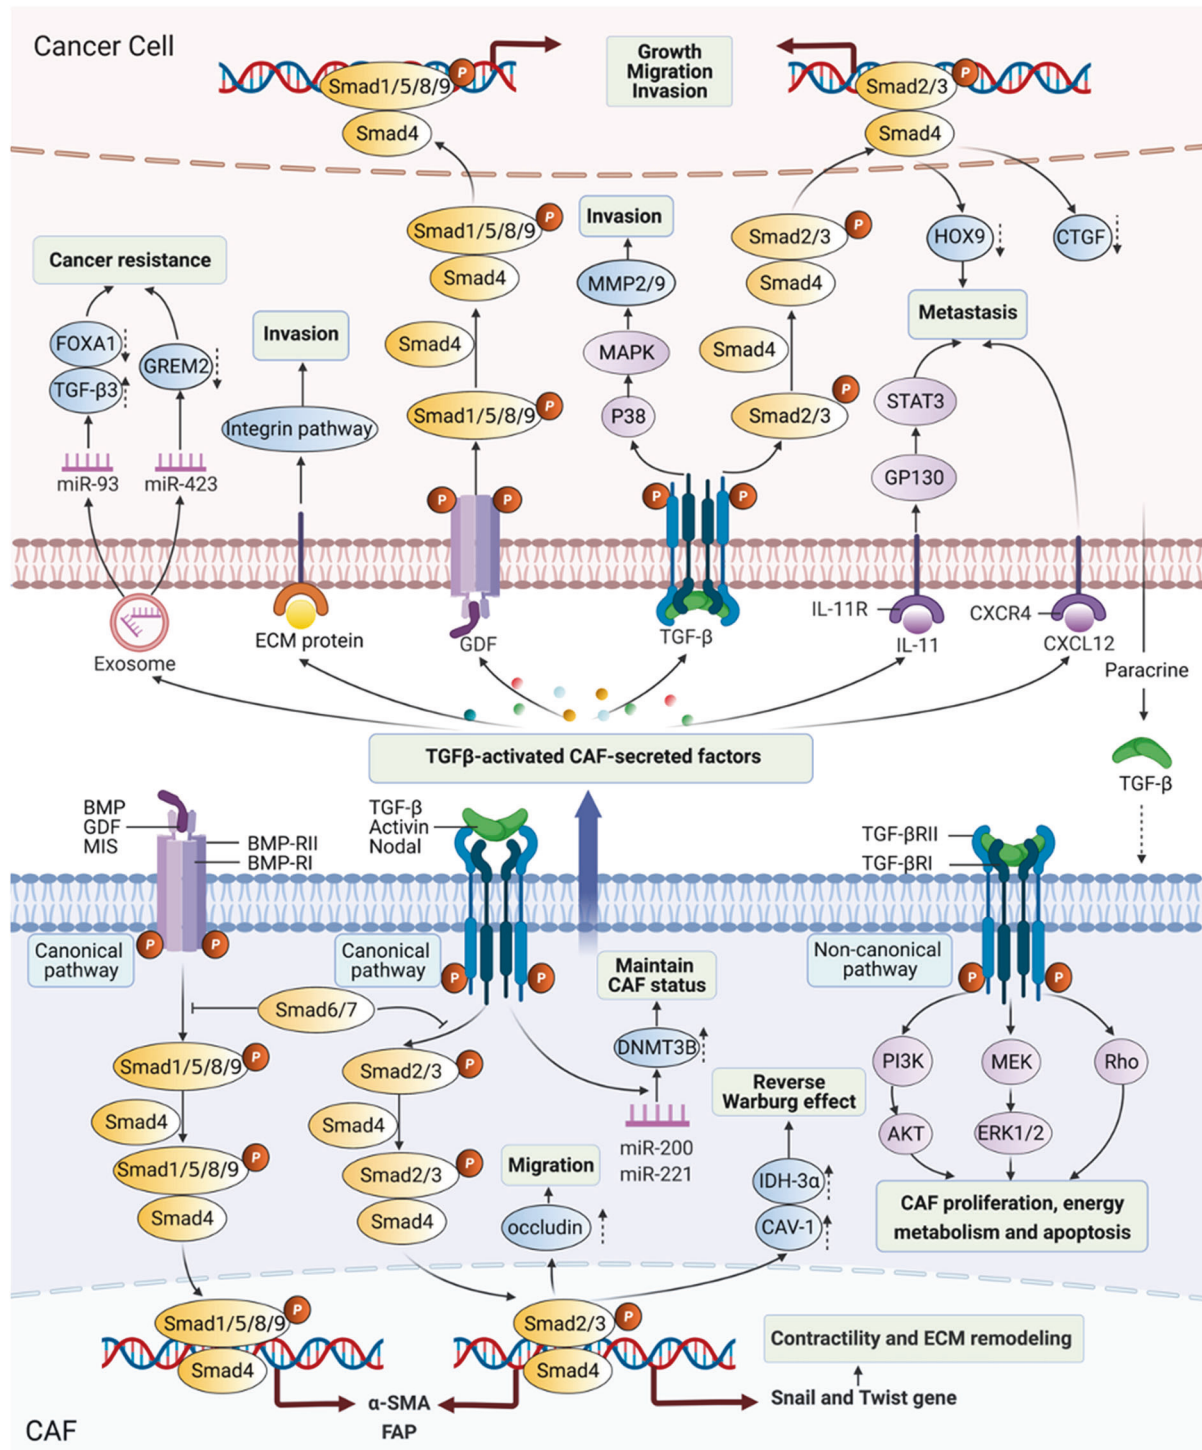 Cancer Cell
P
Smad1/5/8/9
Smad4
Growth
Migration
Invasion
P
Smad2/3
Smad4
Cancer resistance
FOXA1
TGF-β3
GREM2
miR-93
miR-423
Invasion
Integrin pathway
P
Smad1/5/8/9
Smad4
Smad4
P
Smad1/5/8/9
P
P
Invasion
MMP2/9
MAPK
P38
P
Smad2/3
Smad4
Smad4
P
Smad2/3
P
P
HOX9
CTGF
Metastasis
STAT3
GP130
Exosome
ECM protein
GDF
TGF-β
IL-11R
IL-11
CXCR4
CXCL12
Paracrine
TGF-β
TGFβ-activated CAF-secreted factors
BMP
GDF
MIS
BMP-RII
BMP-RI
TGF-β
Activin
Nodal
TGF-βRII
TGF-βRI
Canonical
pathway
P
P
Canonical
pathway
P
P
Maintain
CAF status
Non-canonical
pathway
P
P
Smad6/7
P
Smad1/5/8/9
Smad4
P
Smad1/5/8/9
Smad4
P
Smad2/3
Smad4
P
Smad2/3
Smad4
DNMT3B
miR-200
miR-221
Migration
occludin
Reverse
Warburg effect
IDH-3α
CAV-1
PI3K
MEK
Rho
AKT
ERK1/2
CAF proliferation, energy
metabolism and apoptosis
P
Smad1/5/8/9
Smad4
P
Smad2/3
Smad4
Contractility and ECM remodeling
Snail and Twist gene
α-SMA
FAP
CAF